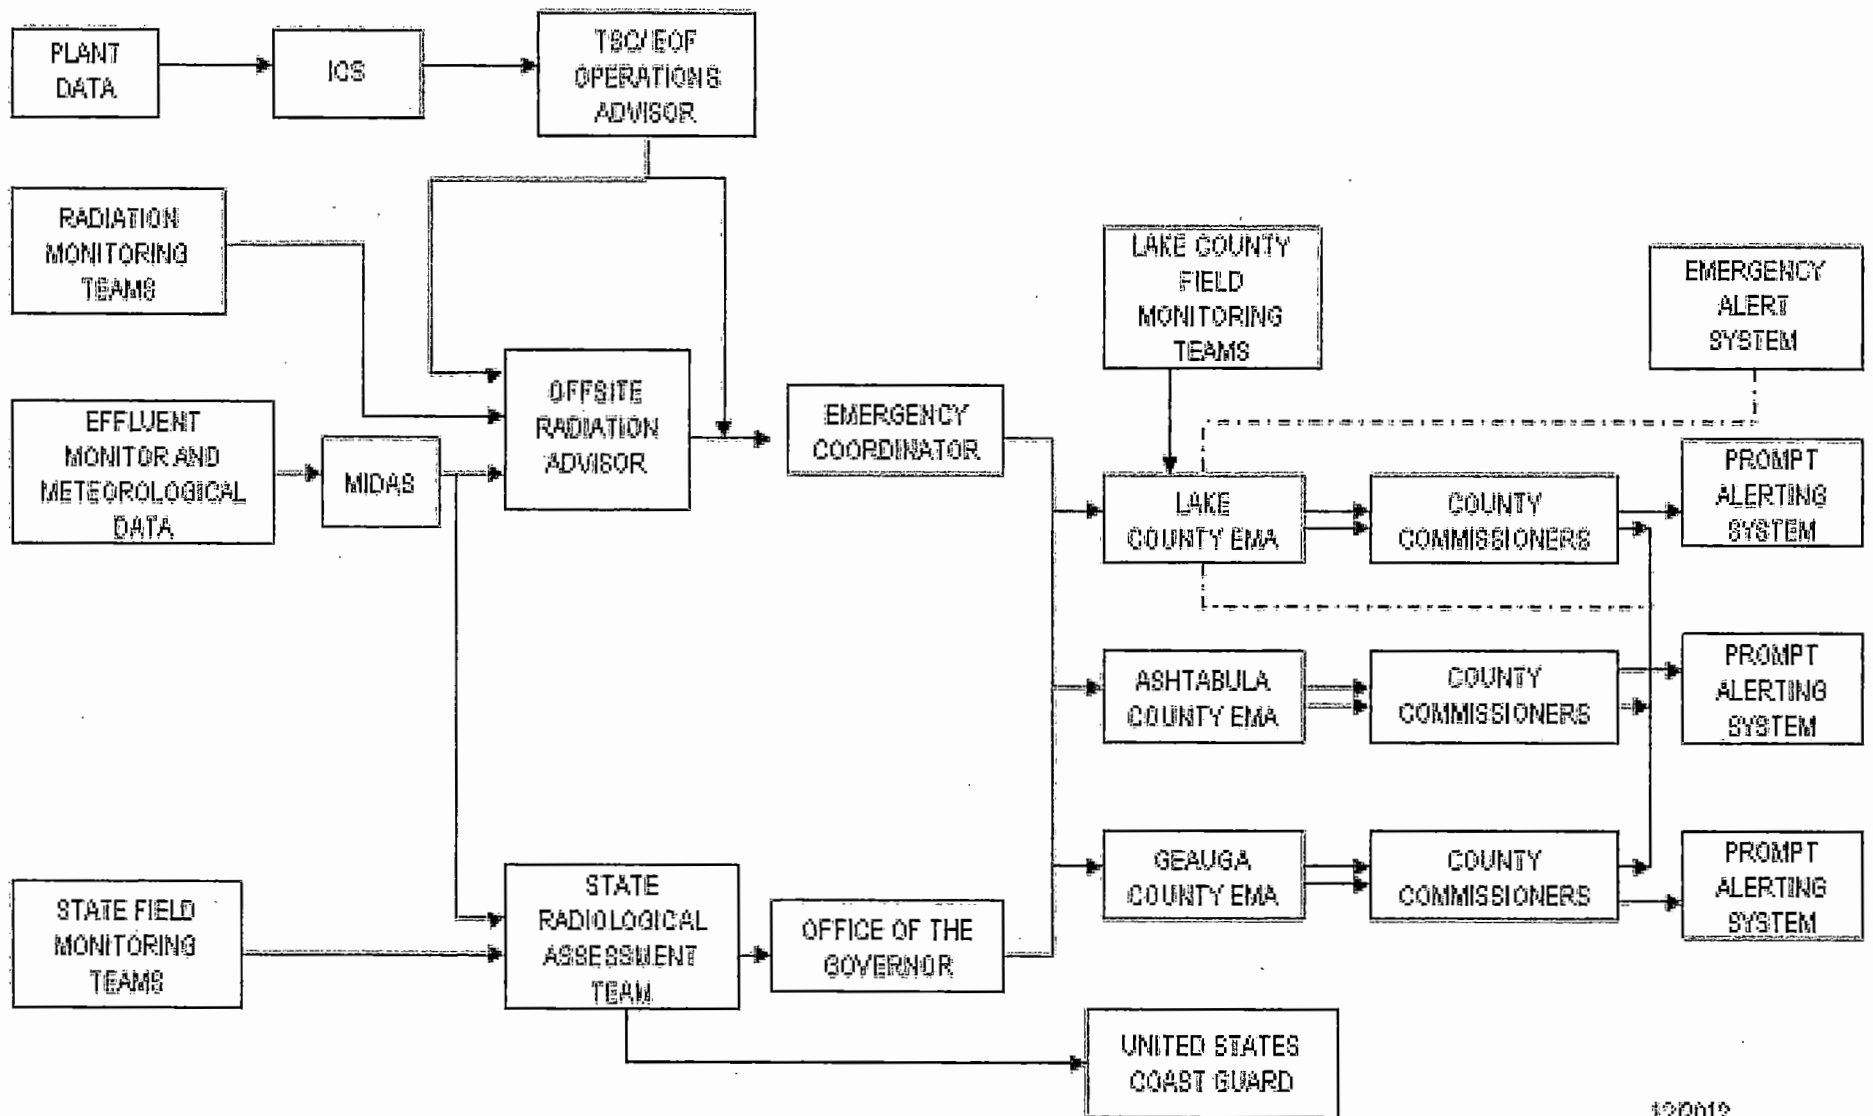 PLANT
DATA
ICS
TSC/EOF
OPERATIONS
ADVISOR
RADIATION
MONITORING
TEAMS
LAKE COUNTY
FIELD
MONITORING
TEAMS
EMERGENCY
ALERT
SYSTEM
EFFLUENT
MONITOR AND
METEOROLOGICAL
DATA
MIDAS
OFFSITE
RADIATION
ADVISOR
EMERGENCY
COORDINATOR
LAKE
COUNTY EMA
COUNTY
COMMISSIONERS
PROMPT
ALERTING
SYSTEM
ASHTABULA
COUNTY EMA
COUNTY
COMMISSIONERS
PROMPT
ALERTING
SYSTEM
GEAUGA
COUNTY EMA
COUNTY
COMMISSIONERS
PROMPT
ALERTING
SYSTEM
STATE FIELD
MONITORING
TEAMS
STATE
RADIOLOGICAL
ASSESSMENT
TEAM
OFFICE OF THE
GOVERNOR
UNITED STATES
COAST GUARD
12/2012